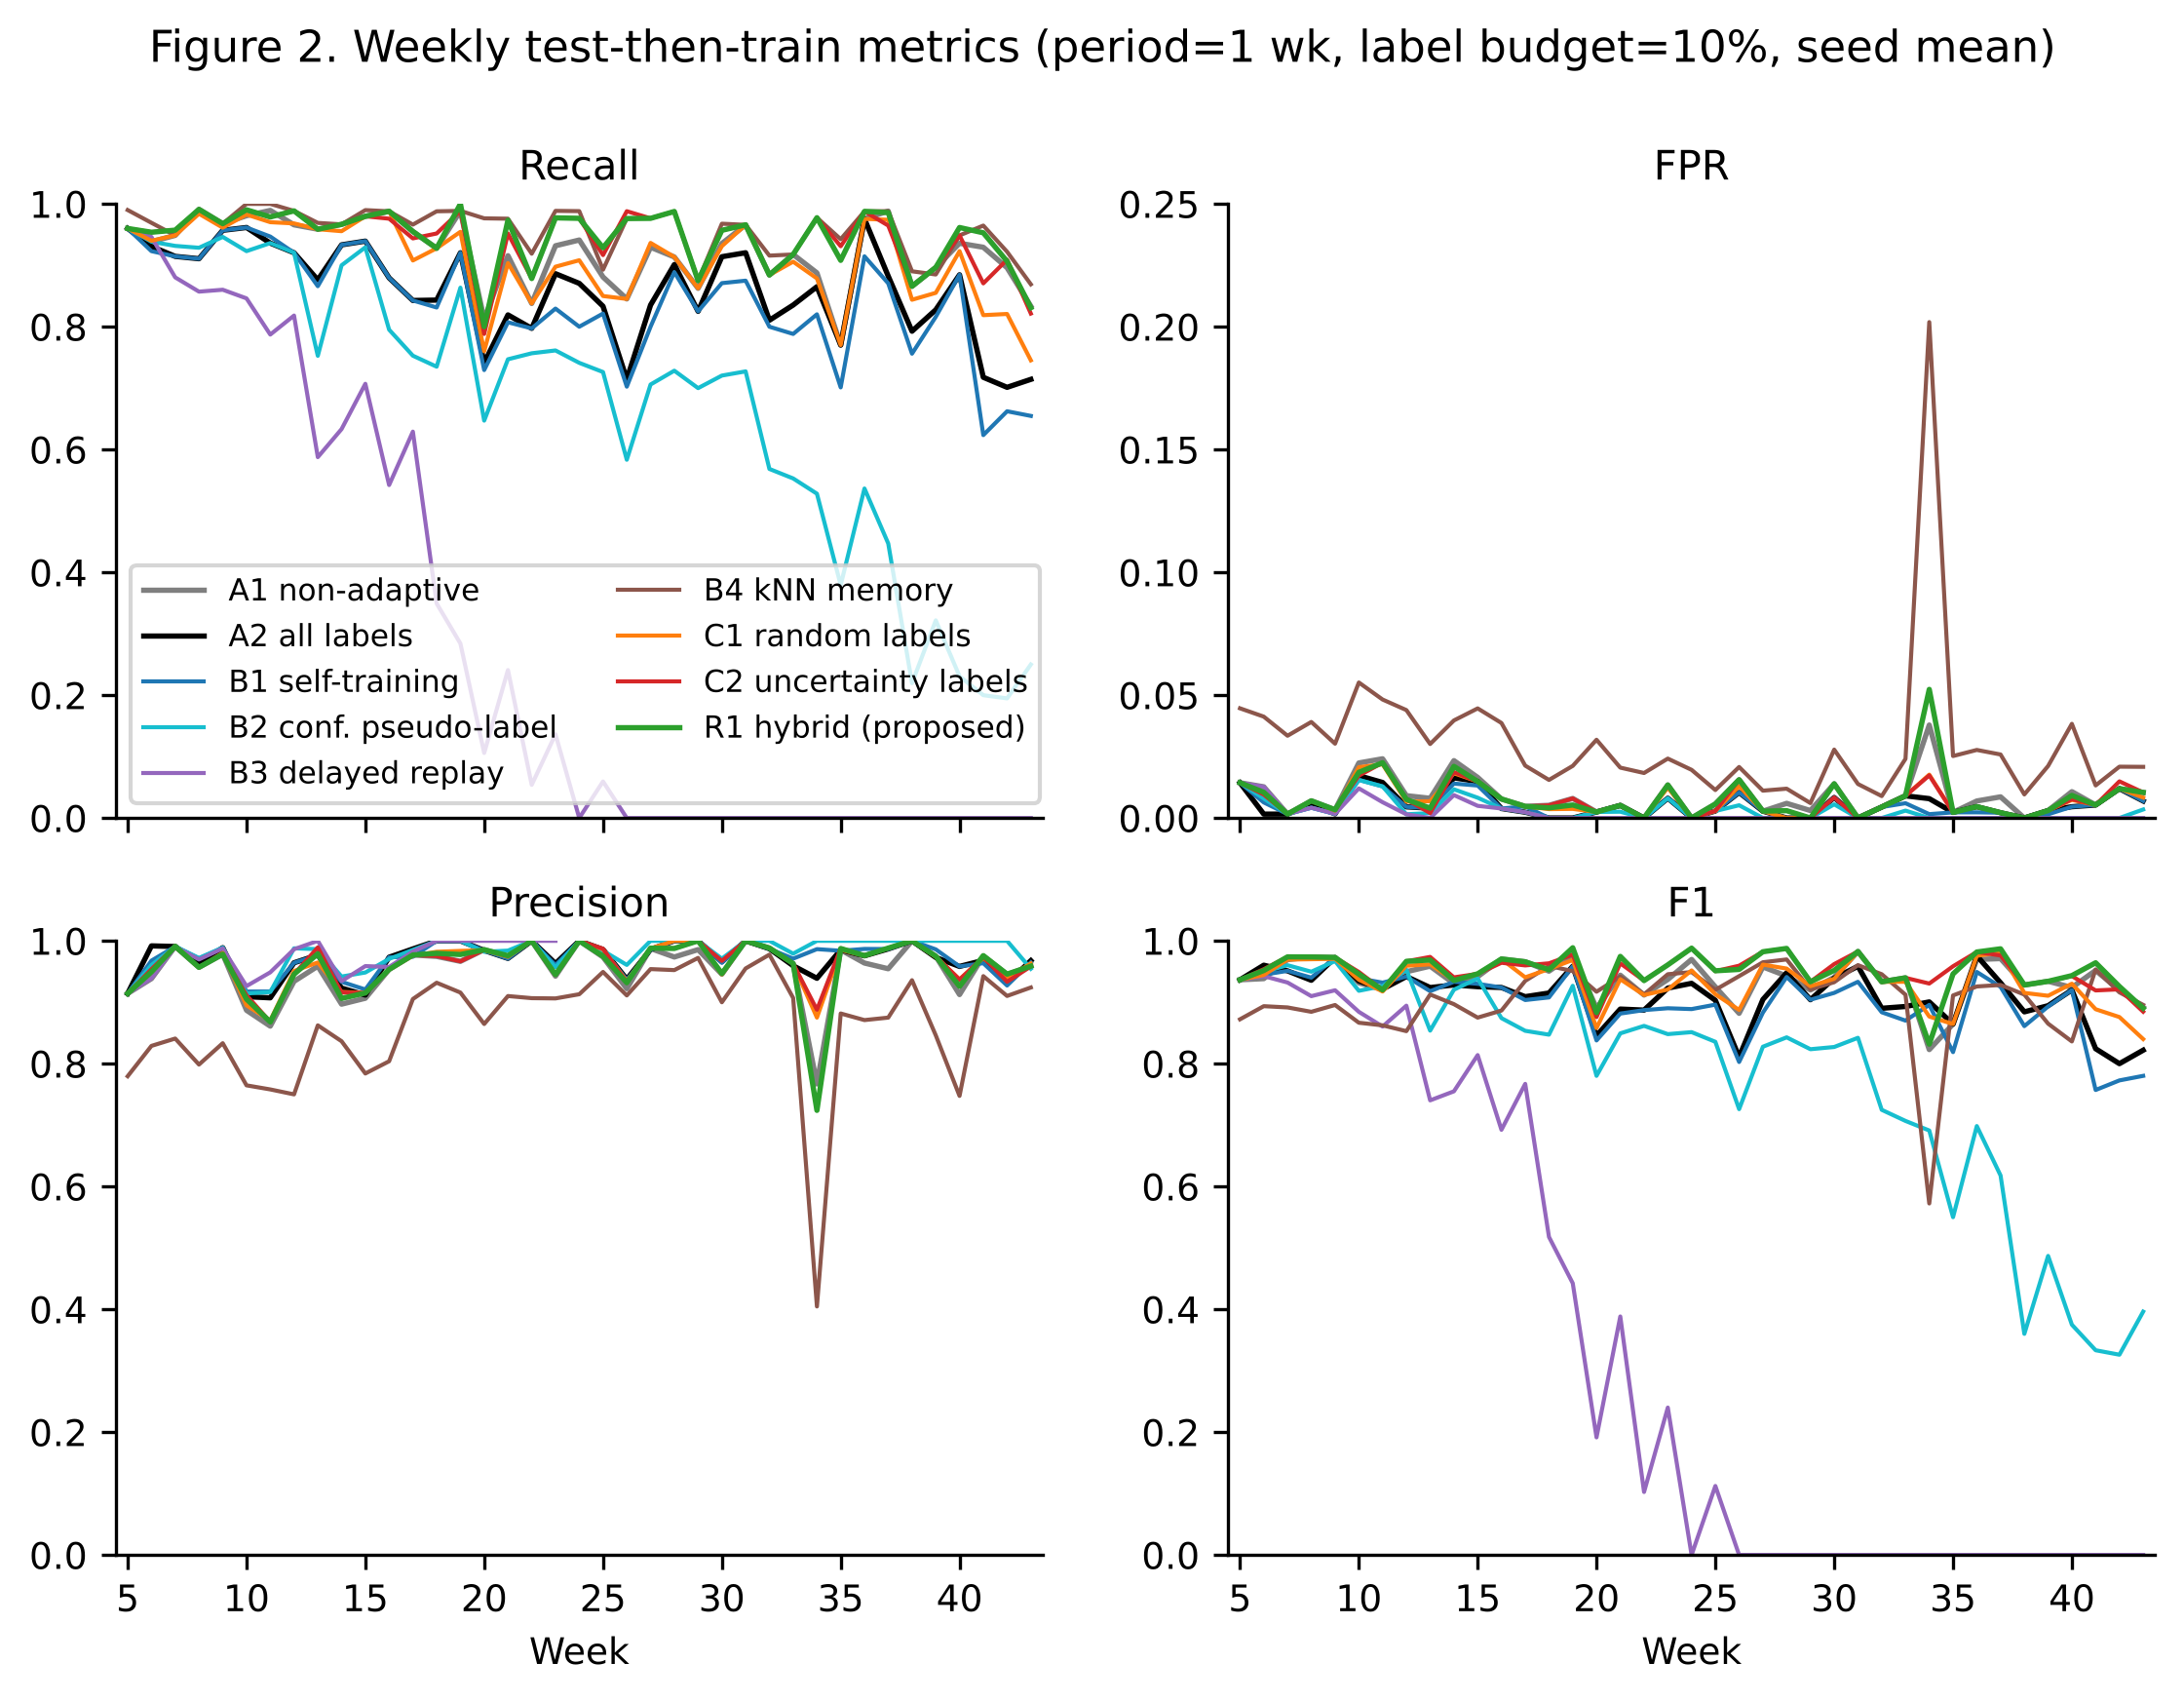 Figure 2. Weekly test-then-train metrics (period=1 wk, label budget=10%, seed mean)
Recall
1.0
0.8
0.6
0.4
0.2
0.0
A1 non-adaptive
A2 all labels
B1 self-training
B2 conf. pseudo-label
B3 delayed replay
B4 kNN memory
C1 random labels
C2 uncertainty labels
R1 hybrid (proposed)
FPR
0.25
0.20
0.15
0.10
0.05
0.00
Precision
1.0
0.8
0.6
0.4
0.2
0.0
5 10 15 20 25 30 35 40
Week
F1
1.0
0.8
0.6
0.4
0.2
0.0
5 10 15 20 25 30 35 40
Week